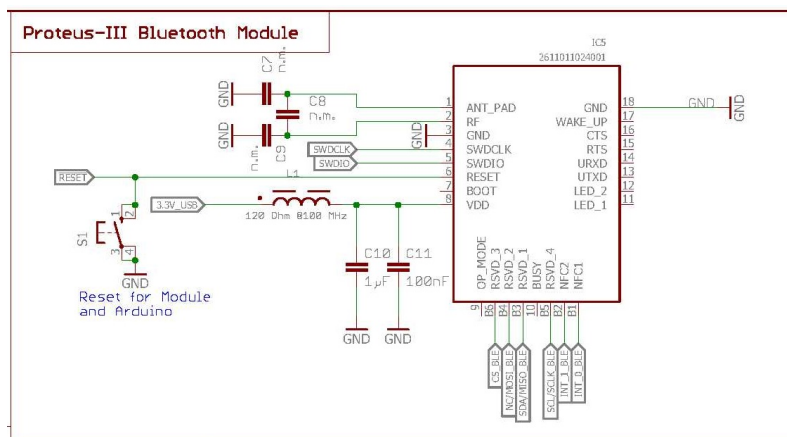 Proteus-III Bluetooth Module
IC5
2611011024001
C7
n.m.
GND
C8
n.m.
GND
C9
n.m.
GND
SWDCLK
SWDIO
RESET
L1
3.3V_USB
120 Ohm @100 MHz
S1
1
2
3
4
GND
Reset for Module
and Arduino
C10
1µF
C11
100nF
GND
GND
1 ANT_PAD
2 RF
3 GND
4 SWDCLK
5 SWDIO
6 RESET
7 BOOT
8 VDD
GND 18
WAKE_UP 17
CTS 16
RTS 15
URXD 14
UTXD 13
LED_2 12
LED_1 11
GND
GND
OP_MODE 9
RSVD_3 B6
RSVD_2 B4
RSVD_1 B3
BUSY 10
RSVD_4 B5
NFC2 B2
NFC1 B1
CS_BLE
NC/MOSI_BLE
SDA/MISO_BLE
SCL/SCLK_BLE
INT_1_BLE
INT_0_BLE